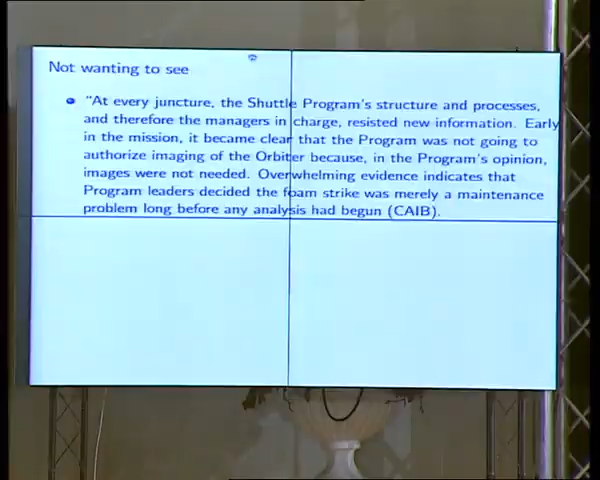 Not wanting to see
"At every juncture, the Shuttle Program's structure and processes,
and therefore the managers in charge, resisted new information. Early
in the mission, it became clear that the Program was not going to
authorize imaging of the Orbiter because, in the Program's opinion,
images were not needed. Overwhelming evidence indicates that
Program leaders decided the foam strike was merely a maintenance
problem long before any analysis had begun (CAIB).